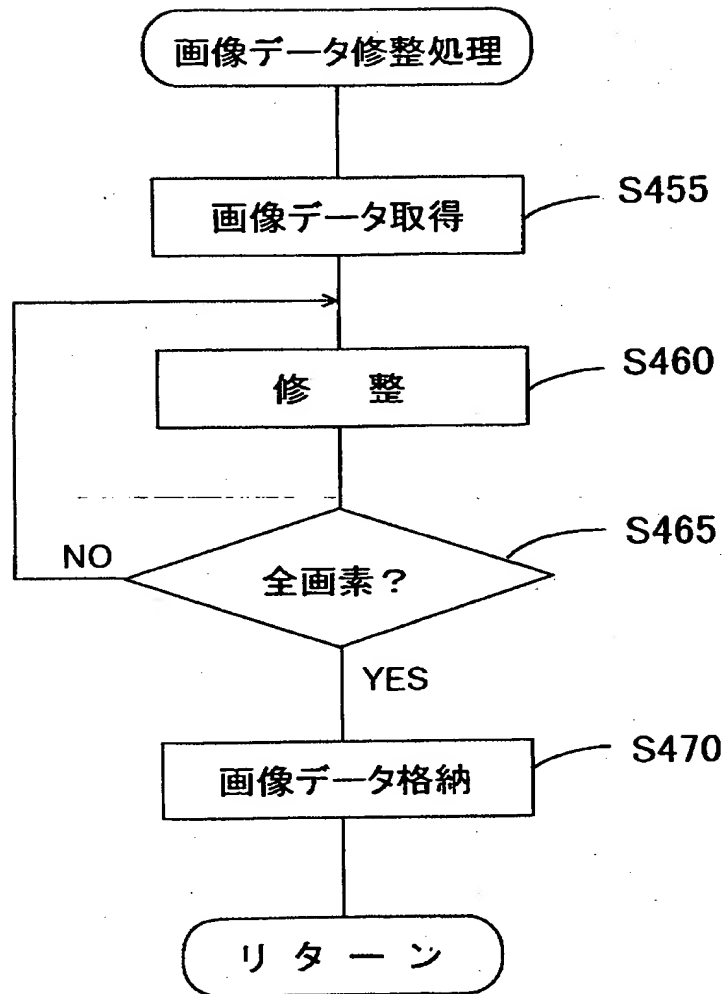 画像データ修整処理
S455
画像データ取得
S460
修 整
S465
NO
全画素？
YES
S470
画像データ格納
リターン